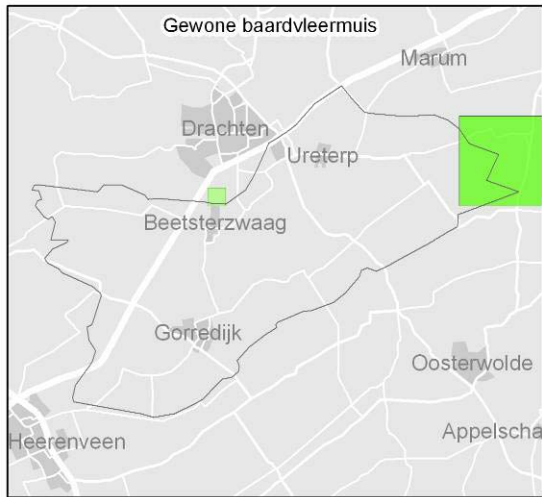 Gewone baardvleermuis
Marum
Drachten
Ureterp
Beetsterzwaag
Gorredijk
Oosterwolde
Appelscha
Heerenveen